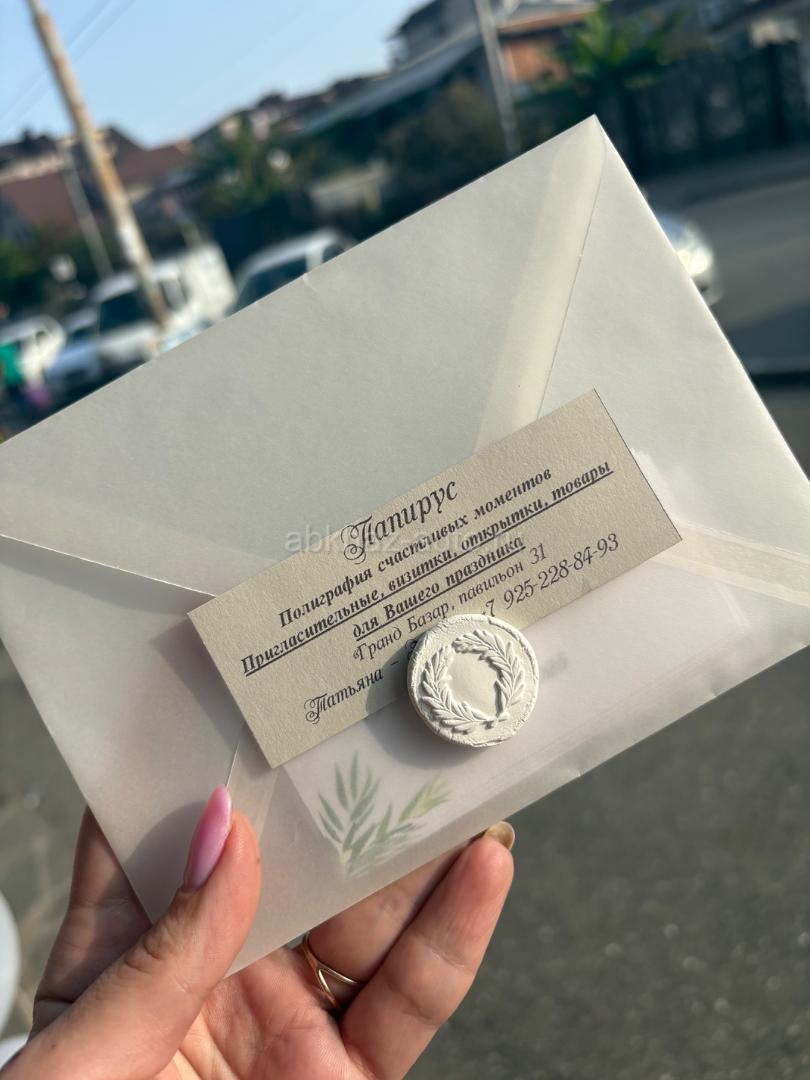 Папирус
Полиграфия счастливых моментов
Пригласительные, визитки, открытки, товары
для Вашего праздника
«Гранд Базар, павильон 31
Татьяна – 7 925-228-84-93